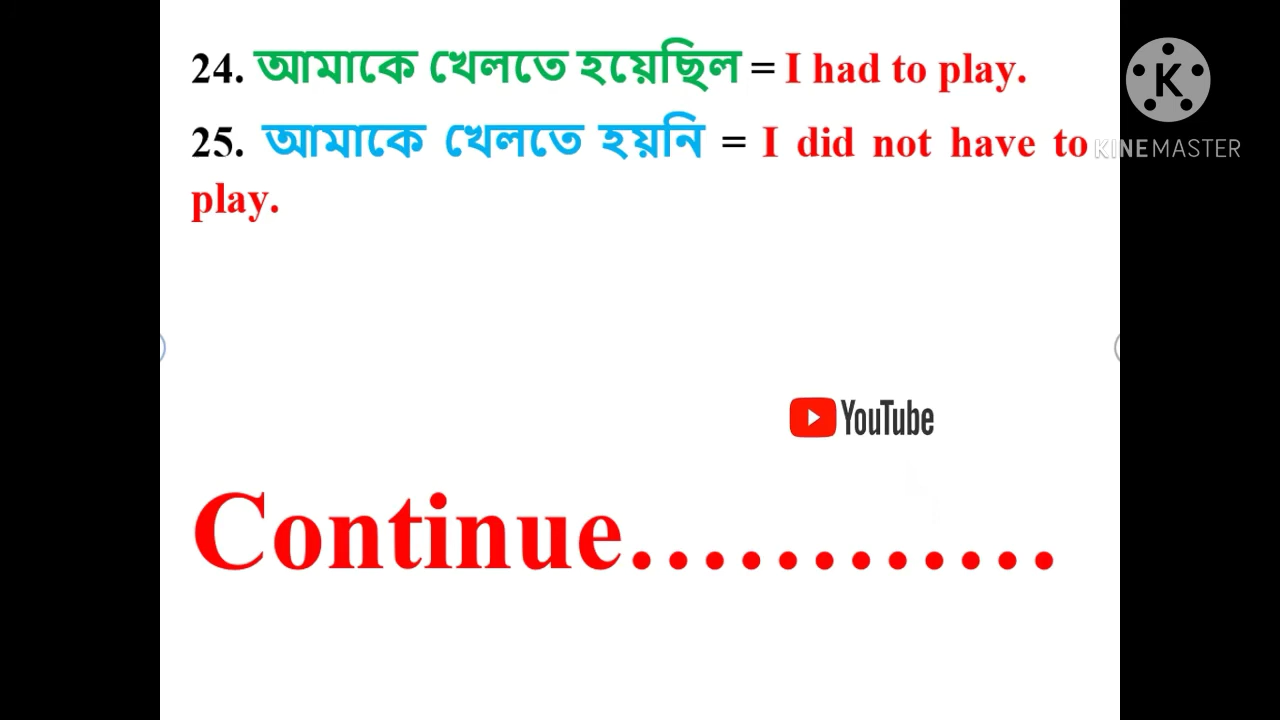 24. আমাকে খেলতে হয়েছিল = I had to play.
25. আমাকে খেলতে হয়নি = I did not have to
play.
K
KINEMASTER
YouTube
Continue............